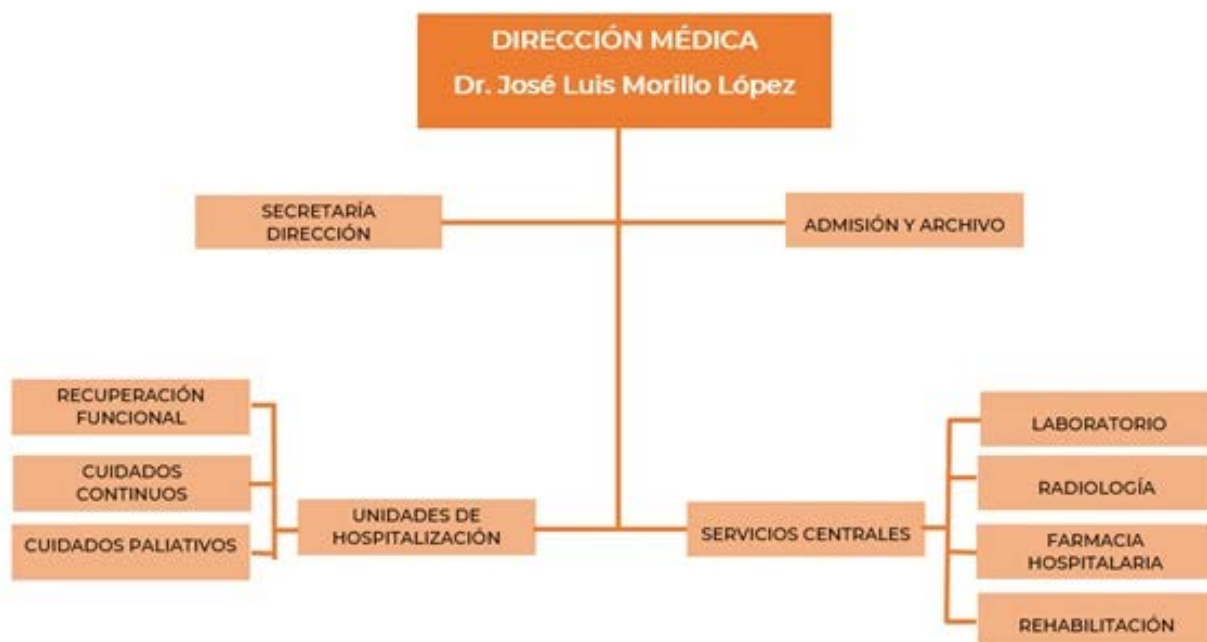 DIRECCIÓN MÉDICA
Dr. José Luis Morillo López
SECRETARÍA
DIRECCIÓN
ADMISIÓN Y ARCHIVO
RECUPERACIÓN
FUNCIONAL
CUIDADOS
CONTINUOS
CUIDADOS PALIATIVOS
UNIDADES DE
HOSPITALIZACIÓN
SERVICIOS CENTRALES
LABORATORIO
RADIOLOGÍA
FARMACIA
HOSPITALARIA
REHABILITACIÓN